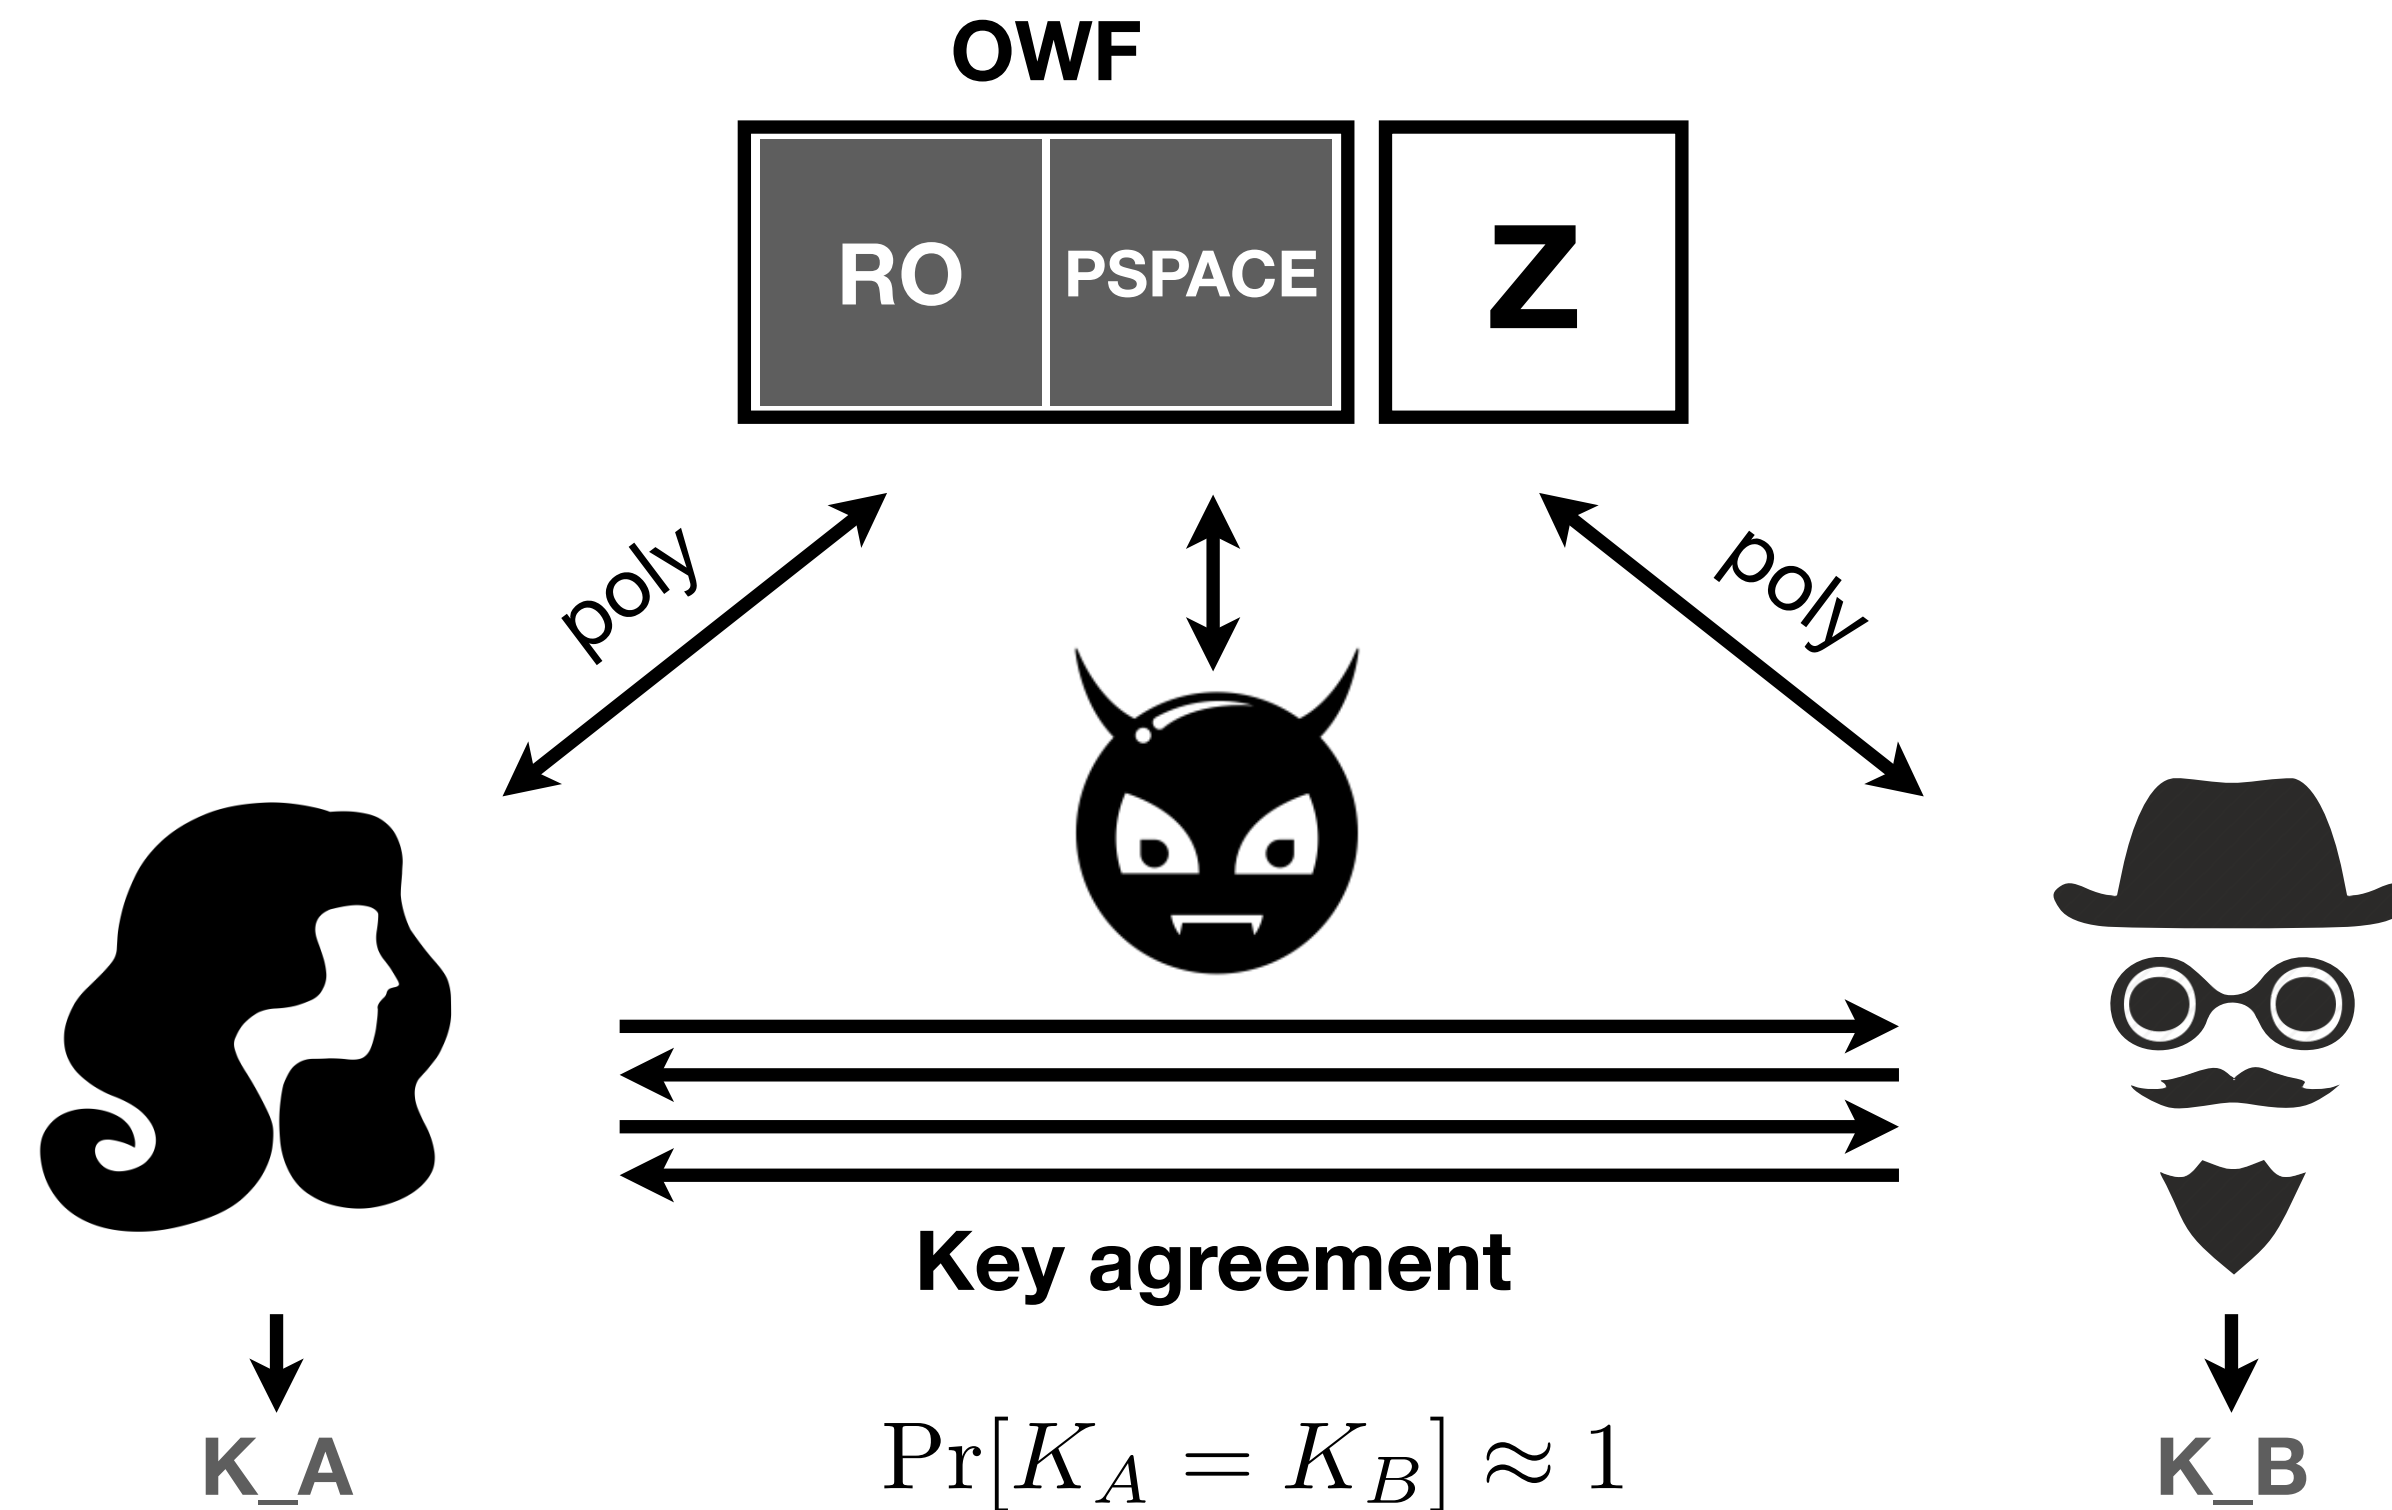 OWF
RO PSPACE Z
poly poly
Key agreement
K_A Pr[K_A = K_B] ≈ 1 K_B